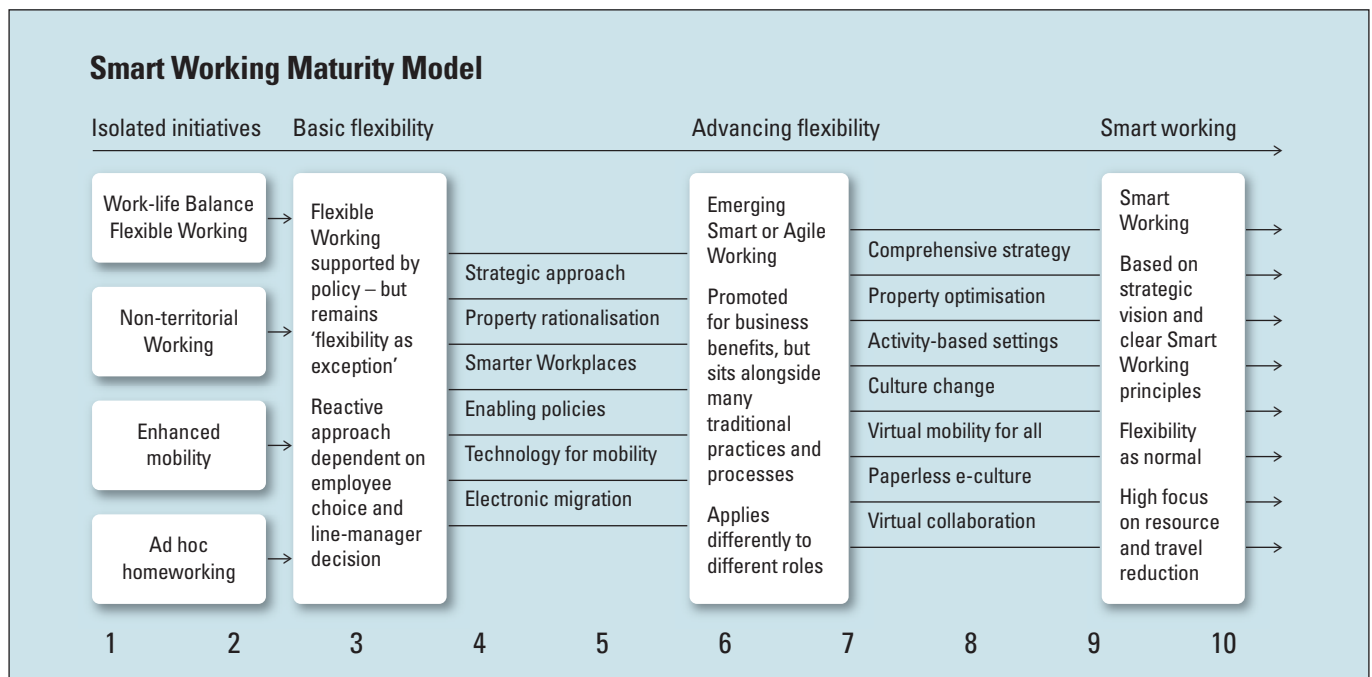 Smart Working Maturity Model
Isolated initiatives
Basic flexibility
Advancing flexibility
Smart working
Work-life Balance
Flexible Working
Non-territorial
Working
Enhanced
mobility
Ad hoc
homeworking
Flexible
Working
supported by
policy – but
remains
‘flexibility as
exception’
Reactive
approach
dependent on
employee
choice and
line-manager
decision
Strategic approach
Property rationalisation
Smarter Workplaces
Enabling policies
Technology for mobility
Electronic migration
Emerging
Smart or Agile
Working
Promoted
for business
benefits, but
sits alongside
many
traditional
practices and
processes
Applies
differently to
different roles
Comprehensive strategy
Property optimisation
Activity-based settings
Culture change
Virtual mobility for all
Paperless e-culture
Virtual collaboration
Smart
Working
Based on
strategic
vision and
clear Smart
Working
principles
Flexibility
as normal
High focus
on resource
and travel
reduction
1 2 3 4 5 6 7 8 9 10